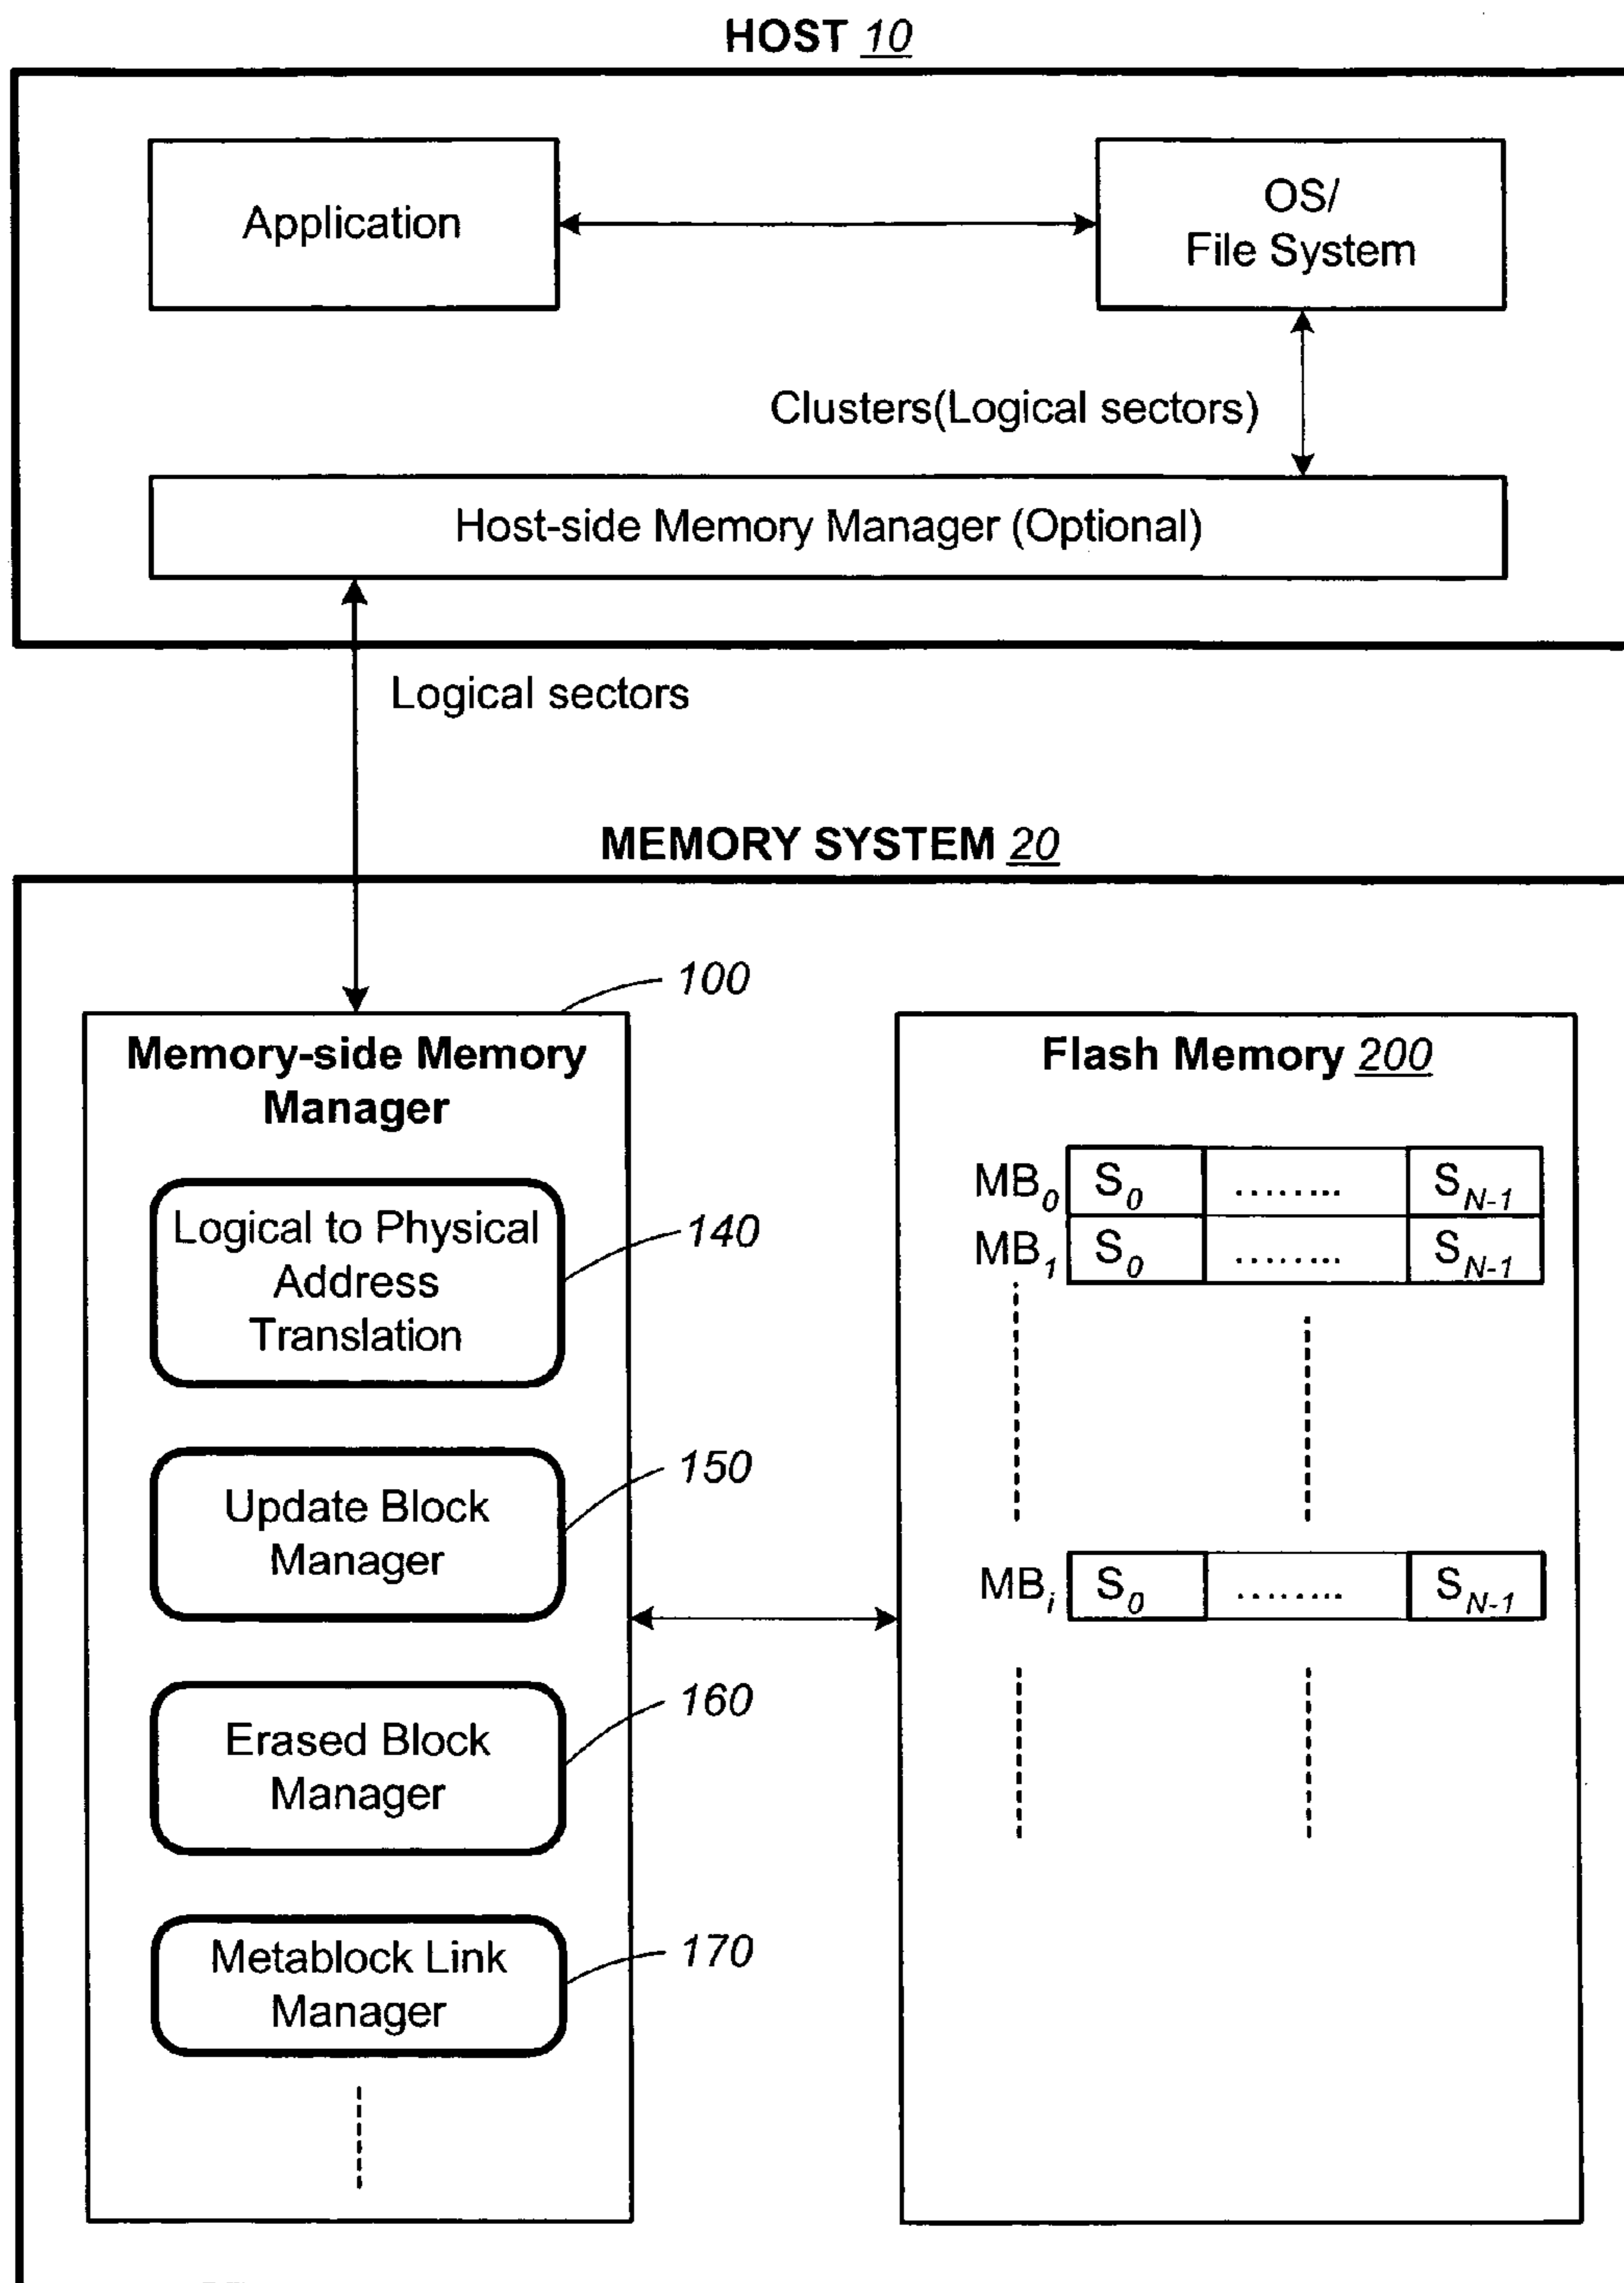 HOST 10
Application
OS/
File System
Clusters(Logical sectors)
Host-side Memory Manager (Optional)
Logical sectors
MEMORY SYSTEM 20
100
Memory-side Memory
Manager
Logical to Physical
Address
Translation
140
Update Block
Manager
150
Erased Block
Manager
160
Metablock Link
Manager
170
Flash Memory 200
MB0 S0 ........ SN-1
MB1 S0 ........ SN-1
MBi S0 ........ SN-1